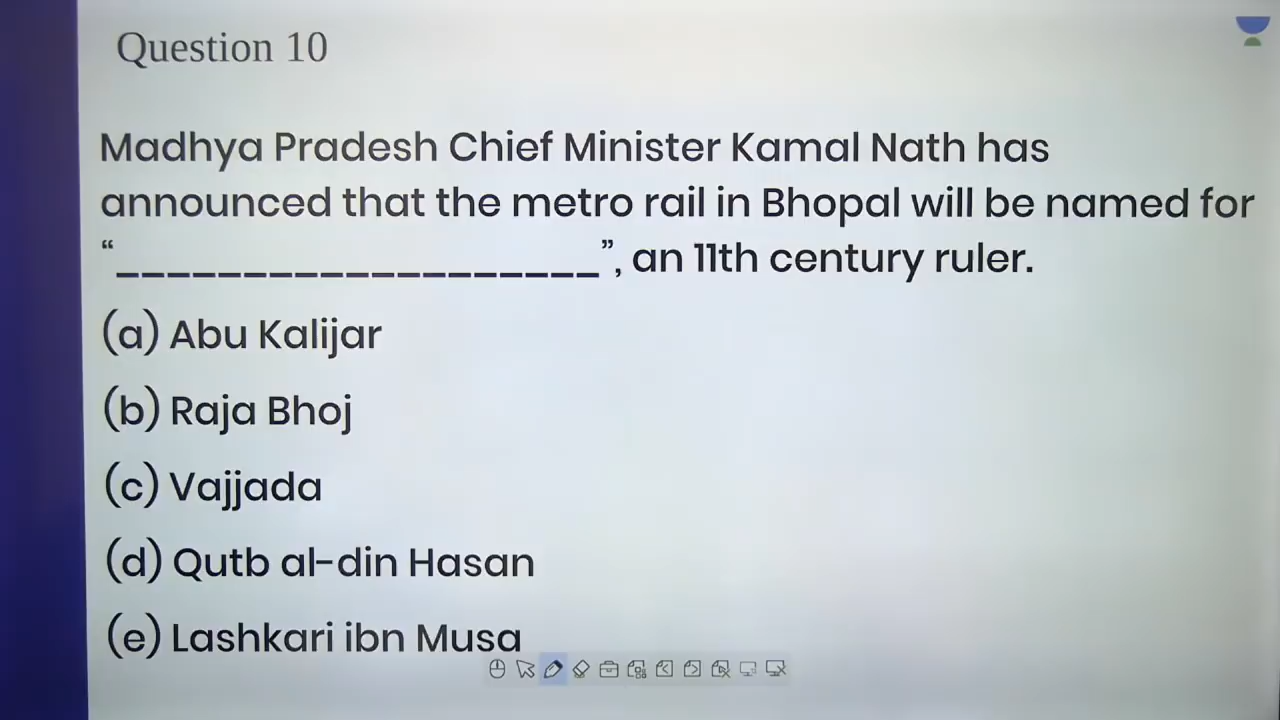 Question 10
Madhya Pradesh Chief Minister Kamal Nath has
announced that the metro rail in Bhopal will be named for
“___________________”, an 11th century ruler.
(a) Abu Kalijar
(b) Raja Bhoj
(c) Vajjada
(d) Qutb al-din Hasan
(e) Lashkari ibn Musa